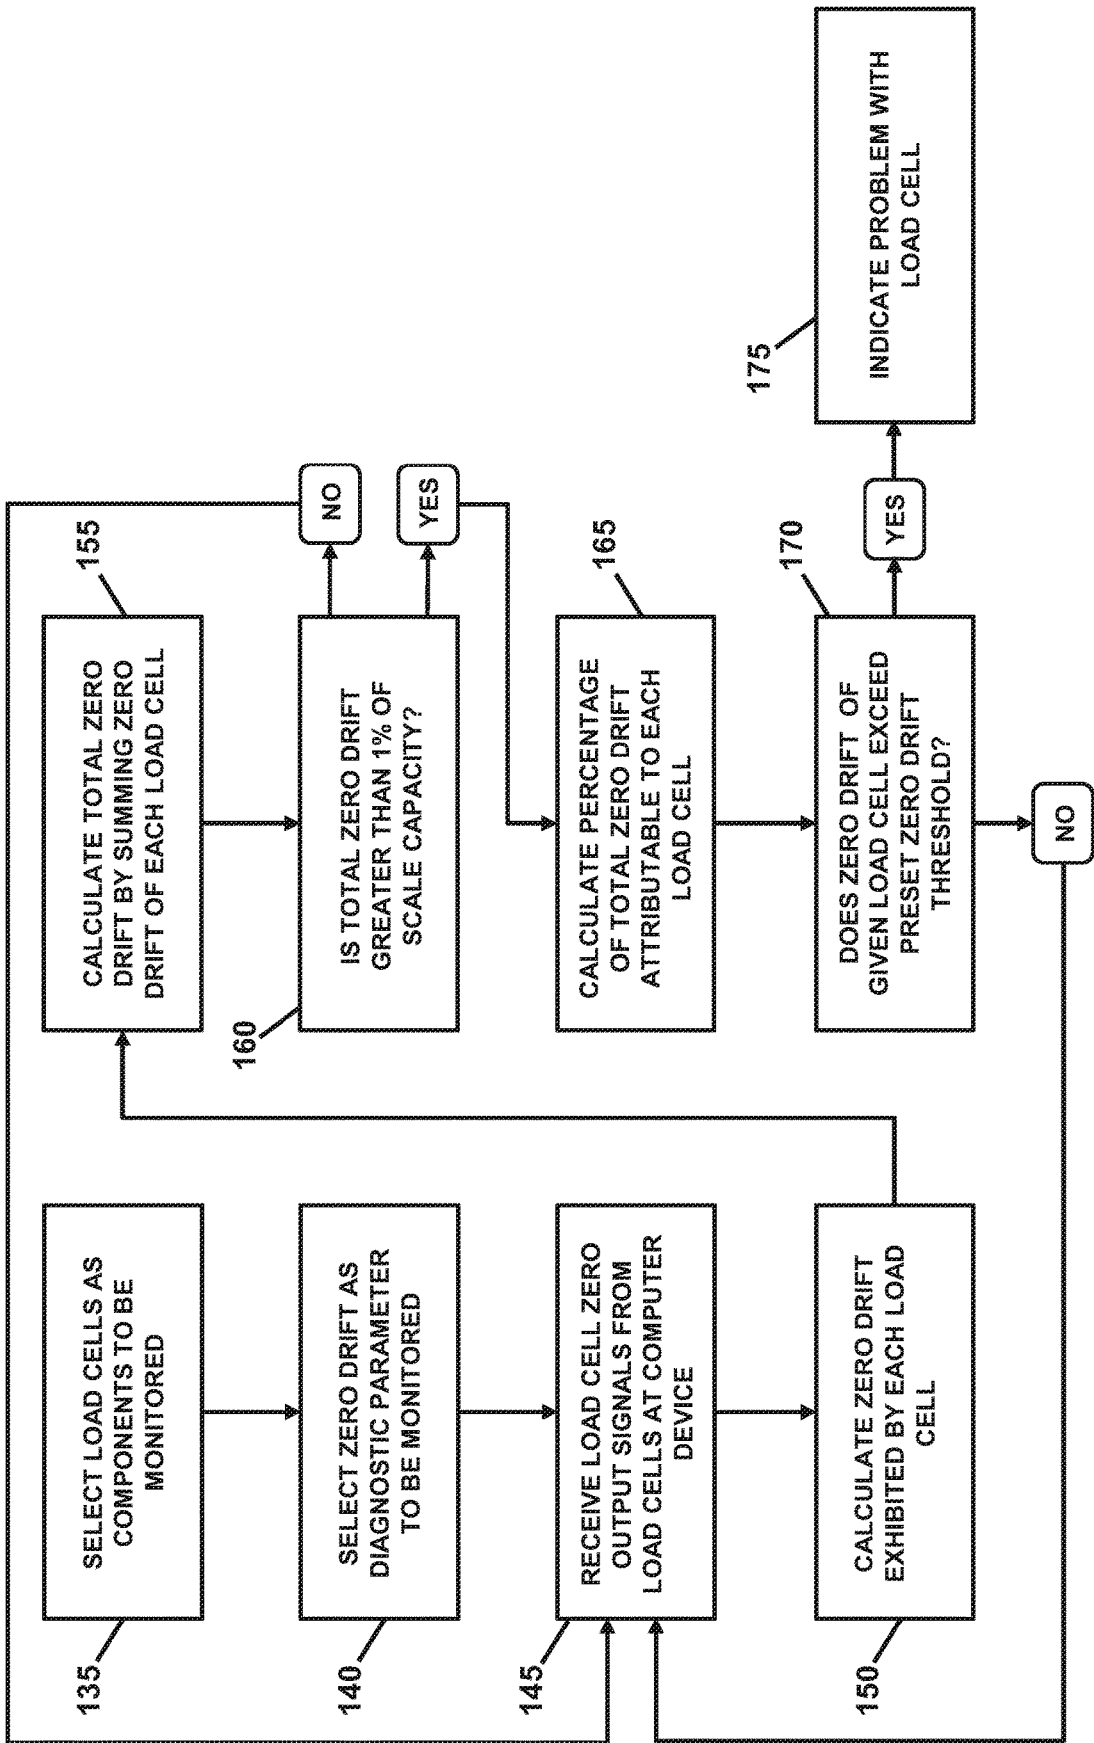 135
SELECT LOAD CELLS AS
COMPONENTS TO BE
MONITORED
140
SELECT ZERO DRIFT AS
DIAGNOSTIC PARAMETER
TO BE MONITORED
145
RECEIVE LOAD CELL ZERO
OUTPUT SIGNALS FROM
LOAD CELLS AT COMPUTER
DEVICE
150
CALCULATE ZERO DRIFT
EXHIBITED BY EACH LOAD
CELL
155
CALCULATE TOTAL ZERO
DRIFT BY SUMMING ZERO
DRIFT OF EACH LOAD CELL
160
IS TOTAL ZERO DRIFT
GREATER THAN 1% OF
SCALE CAPACITY?
NO
YES
165
CALCULATE PERCENTAGE
OF TOTAL ZERO DRIFT
ATTRIBUTABLE TO EACH
LOAD CELL
170
DOES ZERO DRIFT OF
GIVEN LOAD CELL EXCEED
PRESET ZERO DRIFT
THRESHOLD?
YES
NO
175
INDICATE PROBLEM WITH
LOAD CELL